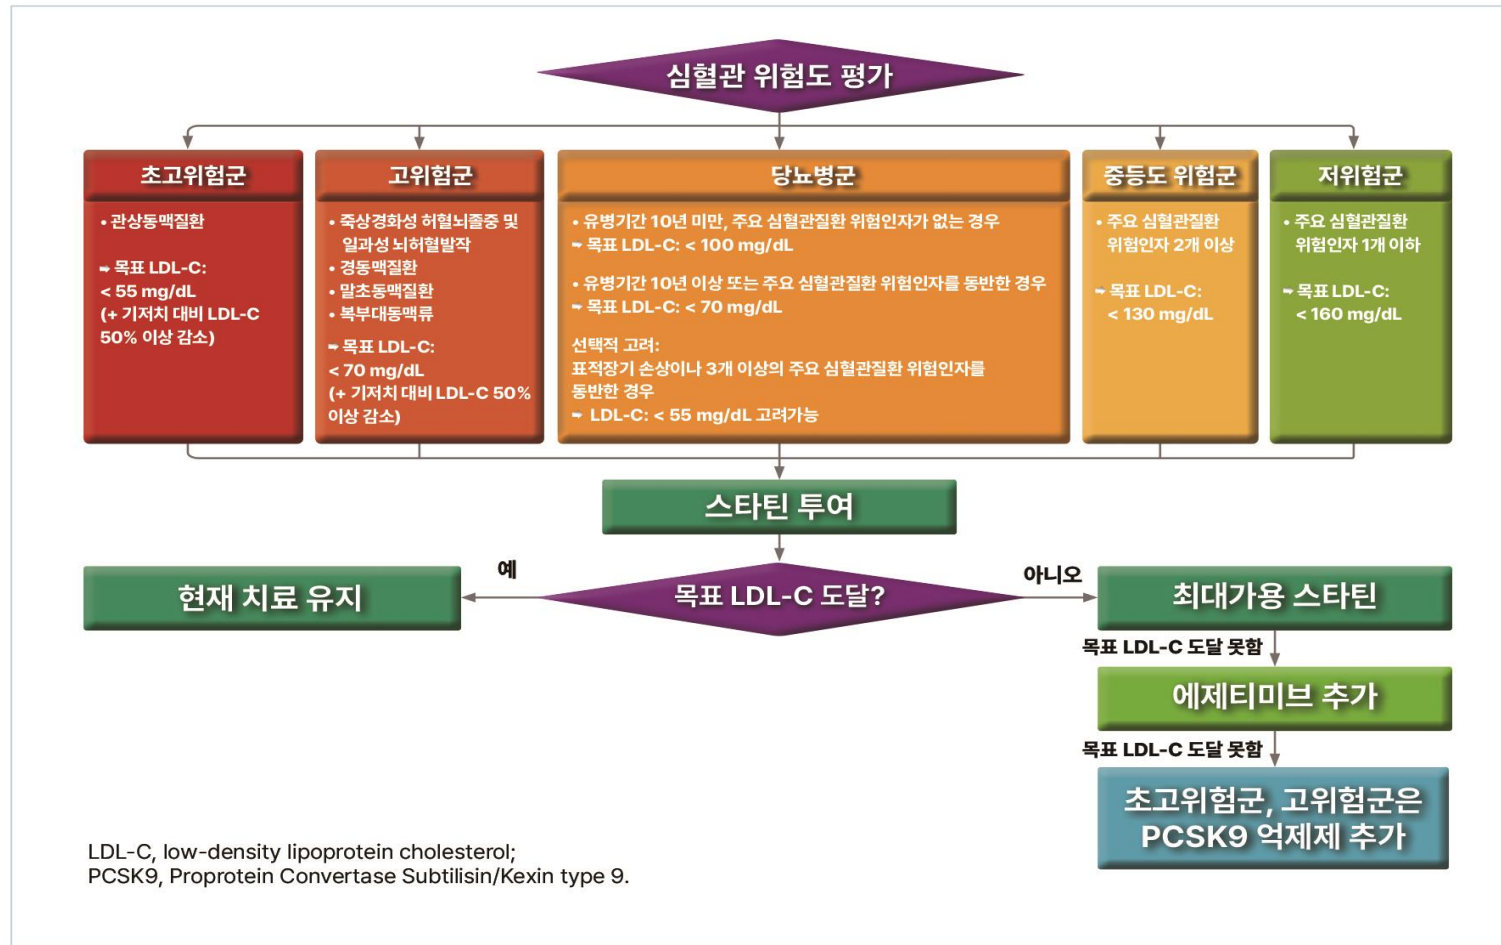 심혈관 위험도 평가
초고위험군
• 관상동맥질환
➡ 목표 LDL-C:
< 55 mg/dL
(+ 기저치 대비 LDL-C
50% 이상 감소)
고위험군
• 죽상경화성 허혈뇌졸중 및
일과성 뇌허혈발작
• 경동맥질환
• 말초동맥질환
• 복부대동맥류
➡ 목표 LDL-C:
< 70 mg/dL
(+ 기저치 대비 LDL-C 50%
이상 감소)
당뇨병군
• 유병기간 10년 미만, 주요 심혈관질환 위험인자가 없는 경우
➡ 목표 LDL-C: < 100 mg/dL
• 유병기간 10년 이상 또는 주요 심혈관질환 위험인자를 동반한 경우
➡ 목표 LDL-C: < 70 mg/dL
선택적 고려:
표적장기 손상이나 3개 이상의 주요 심혈관질환 위험인자를
동반한 경우
➡ LDL-C: < 55 mg/dL 고려가능
중등도 위험군
• 주요 심혈관질환
위험인자 2개 이상
➡ 목표 LDL-C:
< 130 mg/dL
저위험군
• 주요 심혈관질환
위험인자 1개 이하
➡ 목표 LDL-C:
< 160 mg/dL
스타틴 투여
목표 LDL-C 도달?
예
현재 치료 유지
아니오
최대가용 스타틴
목표 LDL-C 도달 못함
에제티미브 추가
목표 LDL-C 도달 못함
초고위험군, 고위험군은
PCSK9 억제제 추가
LDL-C, low-density lipoprotein cholesterol;
PCSK9, Proprotein Convertase Subtilisin/Kexin type 9.